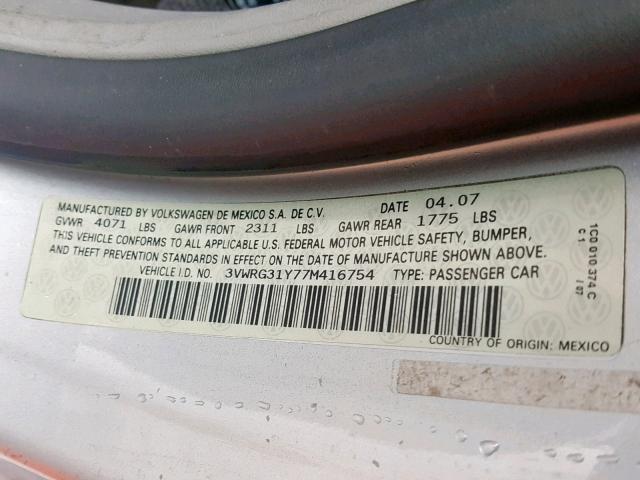 MANUFACTURED BY VOLKSWAGEN DE MEXICO S.A. DE C.V. DATE 04.07
GVWR 4071 LBS GAWR FRONT 2311 LBS GAWR REAR 1775 LBS
THIS VEHICLE CONFORMS TO ALL APPLICABLE U.S. FEDERAL MOTOR VEHICLE SAFETY, BUMPER,
AND THEFT PREVENTION STANDARDS IN EFFECT ON THE DATE OF MANUFACTURE SHOWN ABOVE.
VEHICLE I.D. NO. 3VWRG31Y77M416754 TYPE: PASSENGER CAR
COUNTRY OF ORIGIN: MEXICO
1C0 010 374 C
C1 / 07